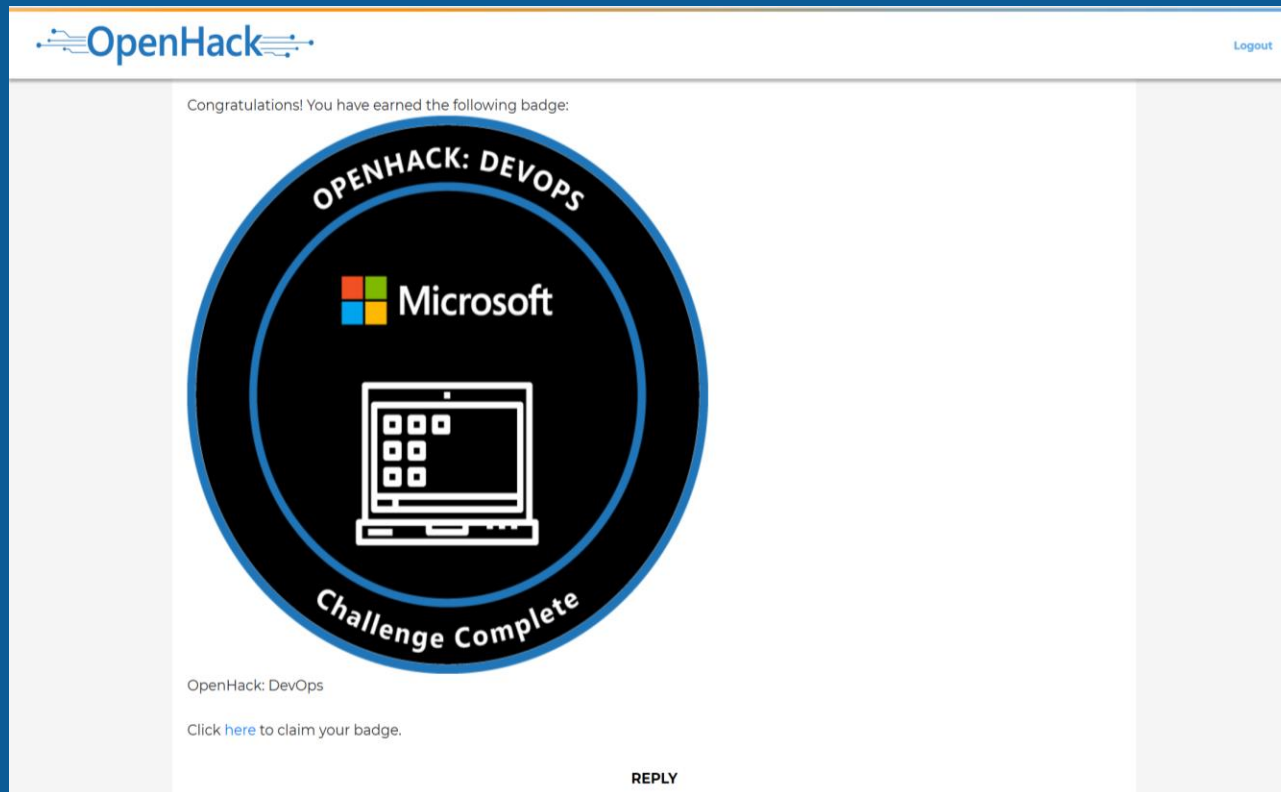 OpenHack
Logout
Congratulations! You have earned the following badge:
OPENHACK: DEVOPS
Microsoft
Challenge Complete
OpenHack: DevOps
Click here to claim your badge.
REPLY